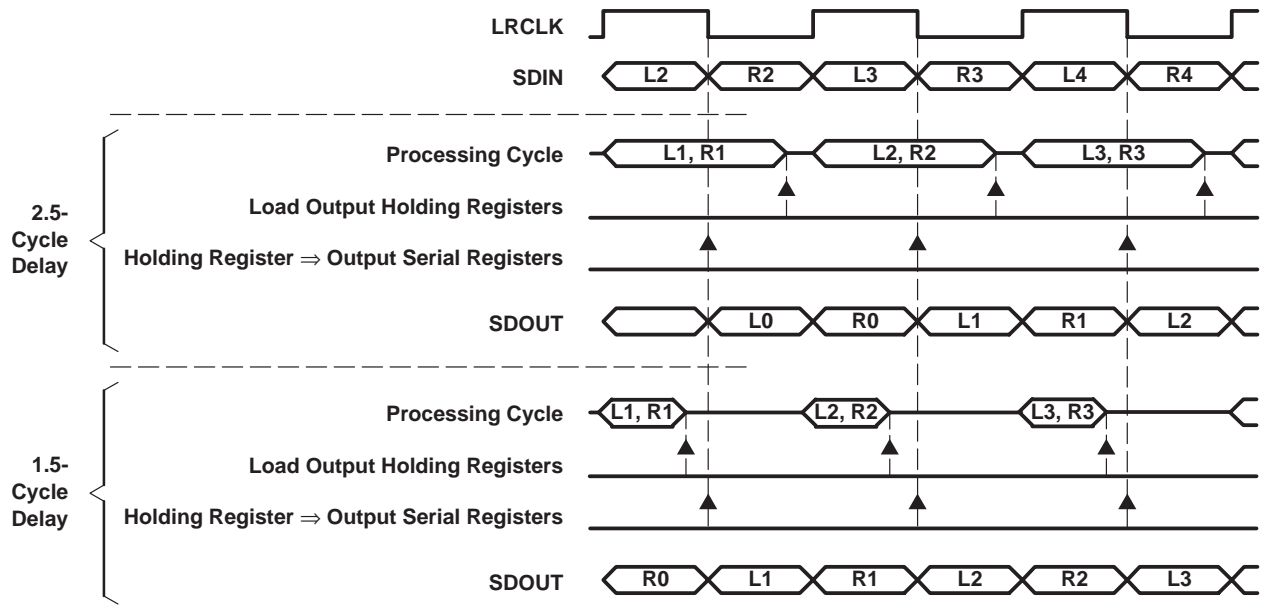 LRCLK
SDIN L2 R2 L3 R3 L4 R4
2.5-
Cycle
Delay
Processing Cycle L1, R1 L2, R2 L3, R3
Load Output Holding Registers
Holding Register ⇒ Output Serial Registers
SDOUT L0 R0 L1 R1 L2
1.5-
Cycle
Delay
Processing Cycle L1, R1 L2, R2 L3, R3
Load Output Holding Registers
Holding Register ⇒ Output Serial Registers
SDOUT R0 L1 R1 L2 R2 L3